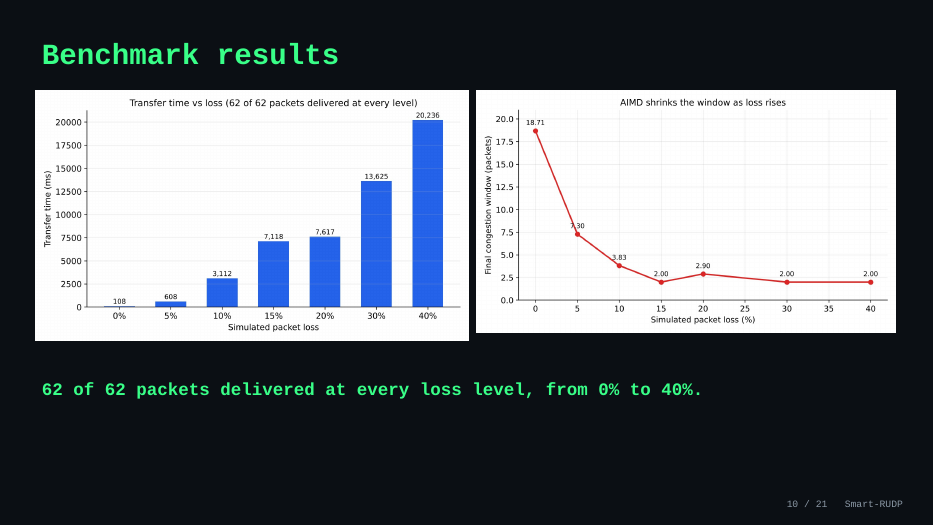 Benchmark results
Transfer time vs loss (62 of 62 packets delivered at every level)
Transfer time (ms)
20000
17500
15000
12500
10000
7500
5000
2500
0
108
608
3,112
7,118
7,617
13,625
20,236
0% 5% 10% 15% 20% 30% 40%
Simulated packet loss
AIMD shrinks the window as loss rises
Final congestion window (packets)
20.0
17.5
15.0
12.5
10.0
7.5
5.0
2.5
0.0
18.71
7.30
3.83
2.00
2.90
2.00
2.00
0 5 10 15 20 25 30 35 40
Simulated packet loss (%)
62 of 62 packets delivered at every loss level, from 0% to 40%.
10 / 21 Smart-RUDP